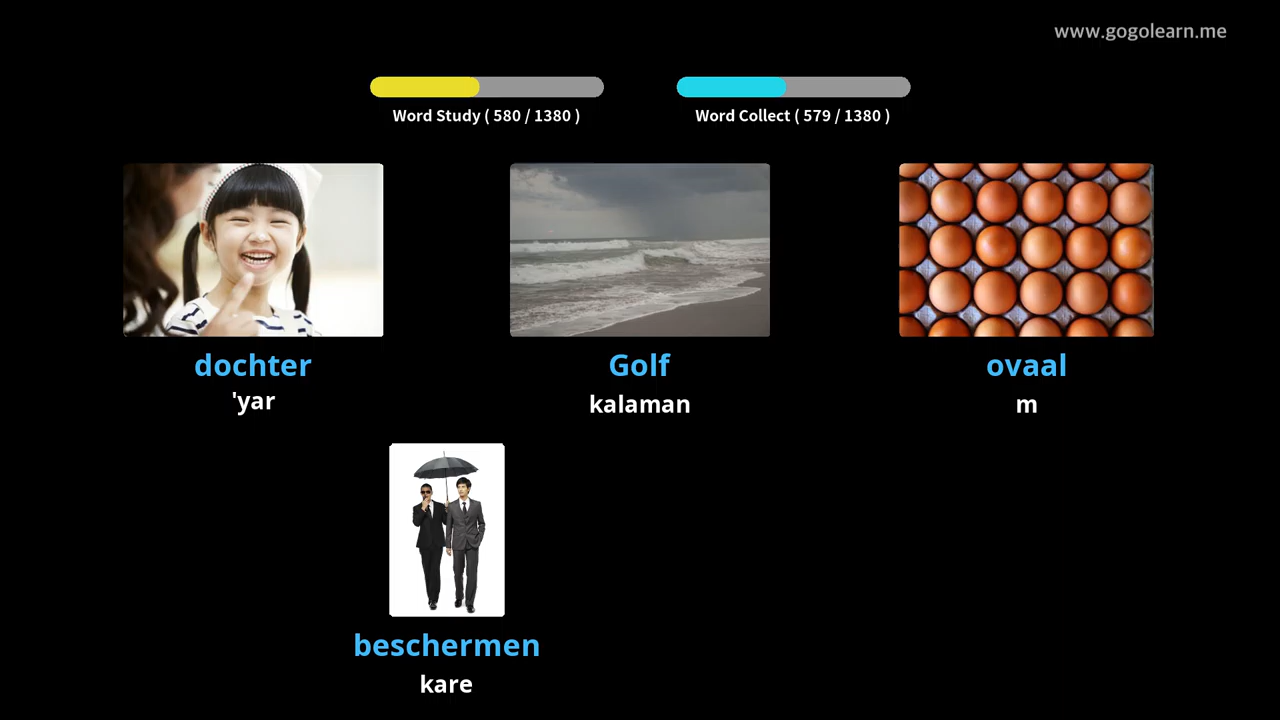 www.gogolearn.me
Word Study ( 580 / 1380 )
Word Collect ( 579 / 1380 )
dochter
'yar
Golf
kalaman
ovaal
m
beschermen
kare